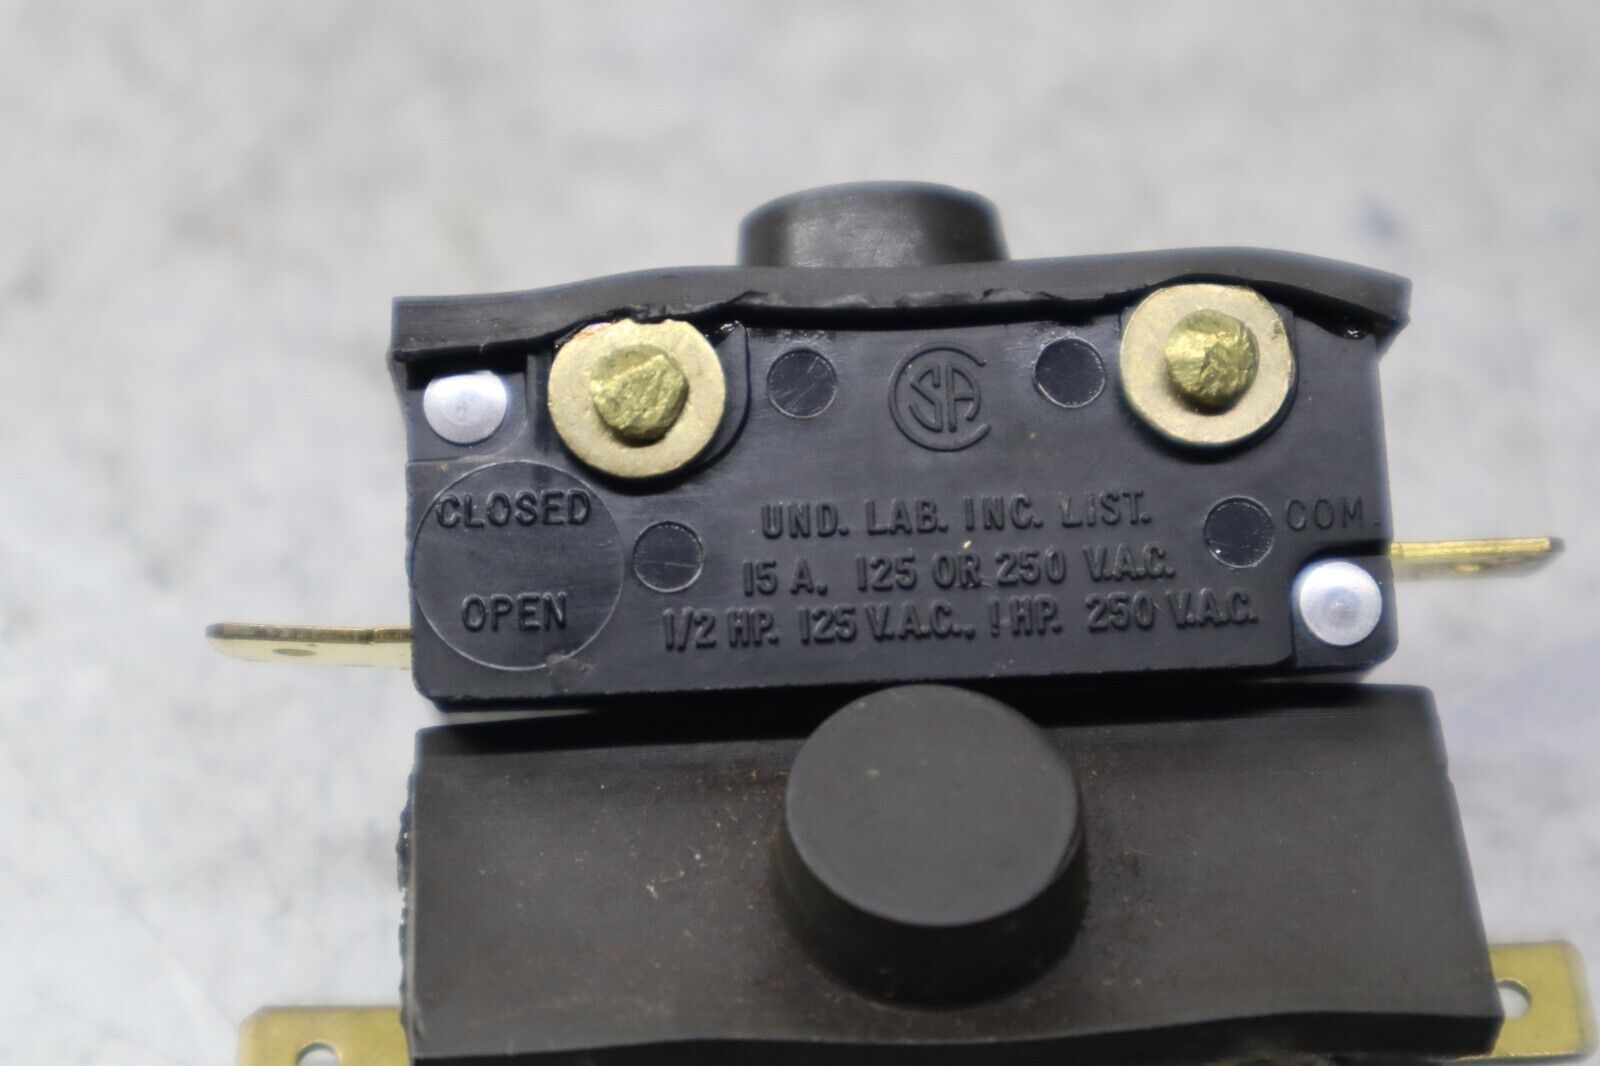 CSA
CLOSED
OPEN
UND. LAB. INC. LIST.
15 A. 125 OR 250 V.A.C.
1/2 HP. 125 V.A.C., 1 HP. 250 V.A.C.
COM.